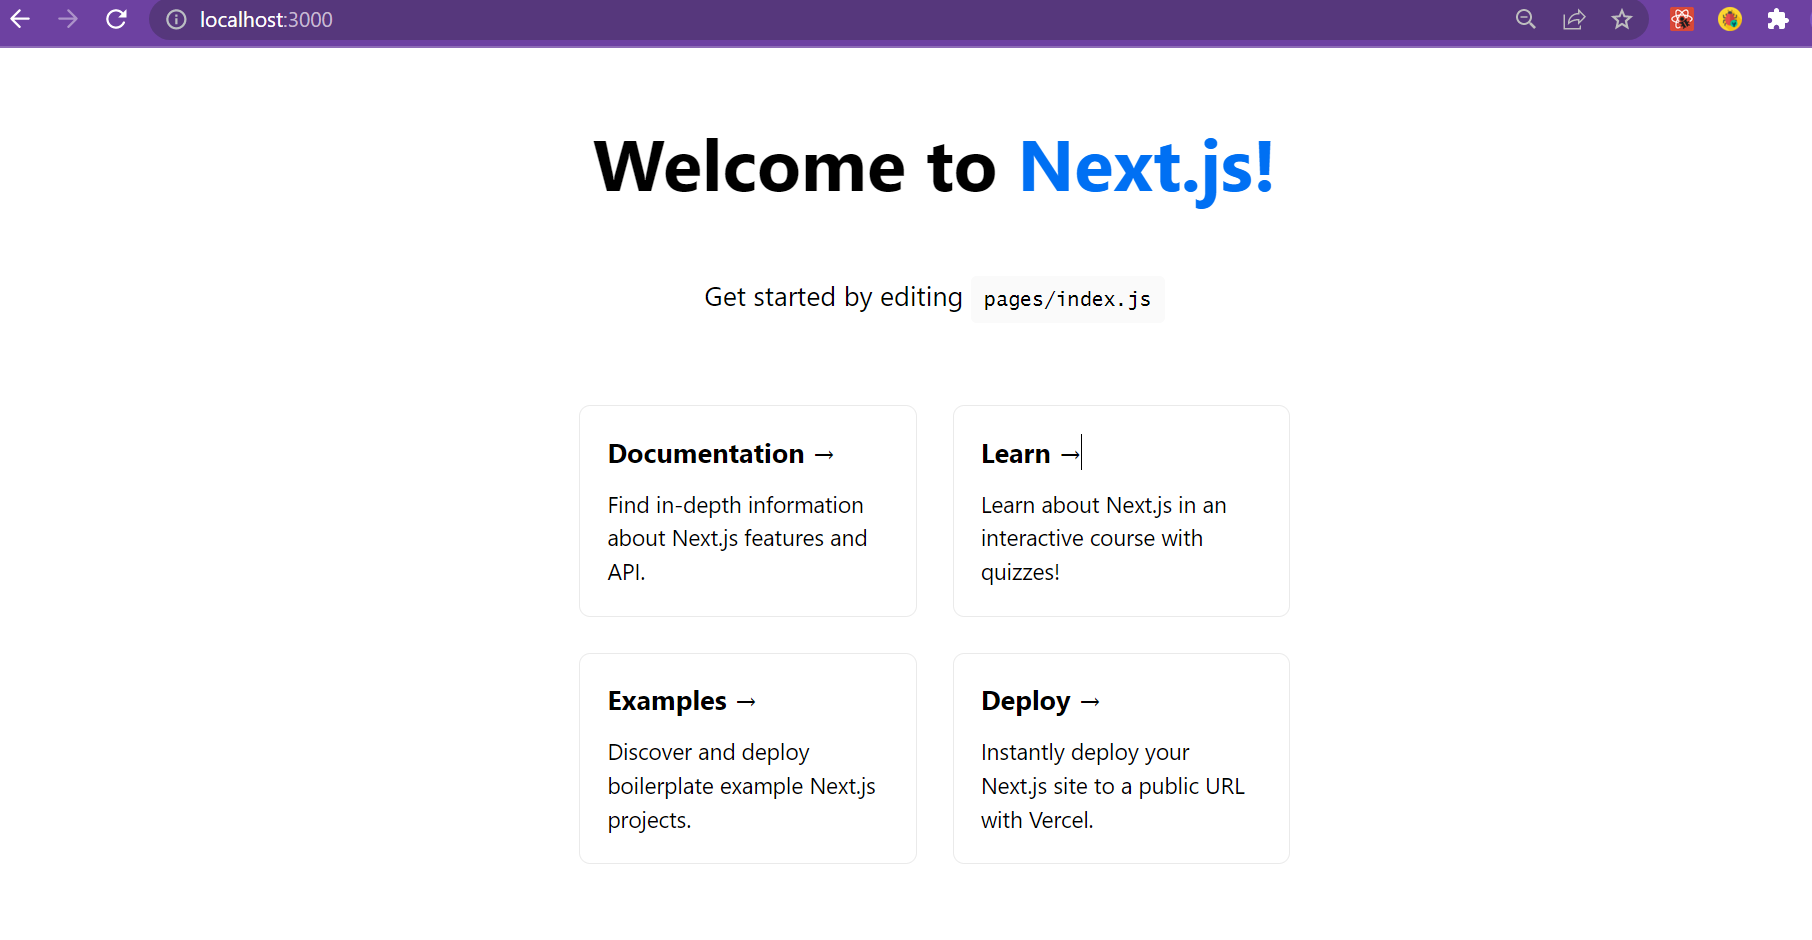 localhost:3000
Welcome to Next.js!
Get started by editing pages/index.js
Documentation →
Find in-depth information
about Next.js features and
API.
Learn →
Learn about Next.js in an
interactive course with
quizzes!
Examples →
Discover and deploy
boilerplate example Next.js
projects.
Deploy →
Instantly deploy your
Next.js site to a public URL
with Vercel.